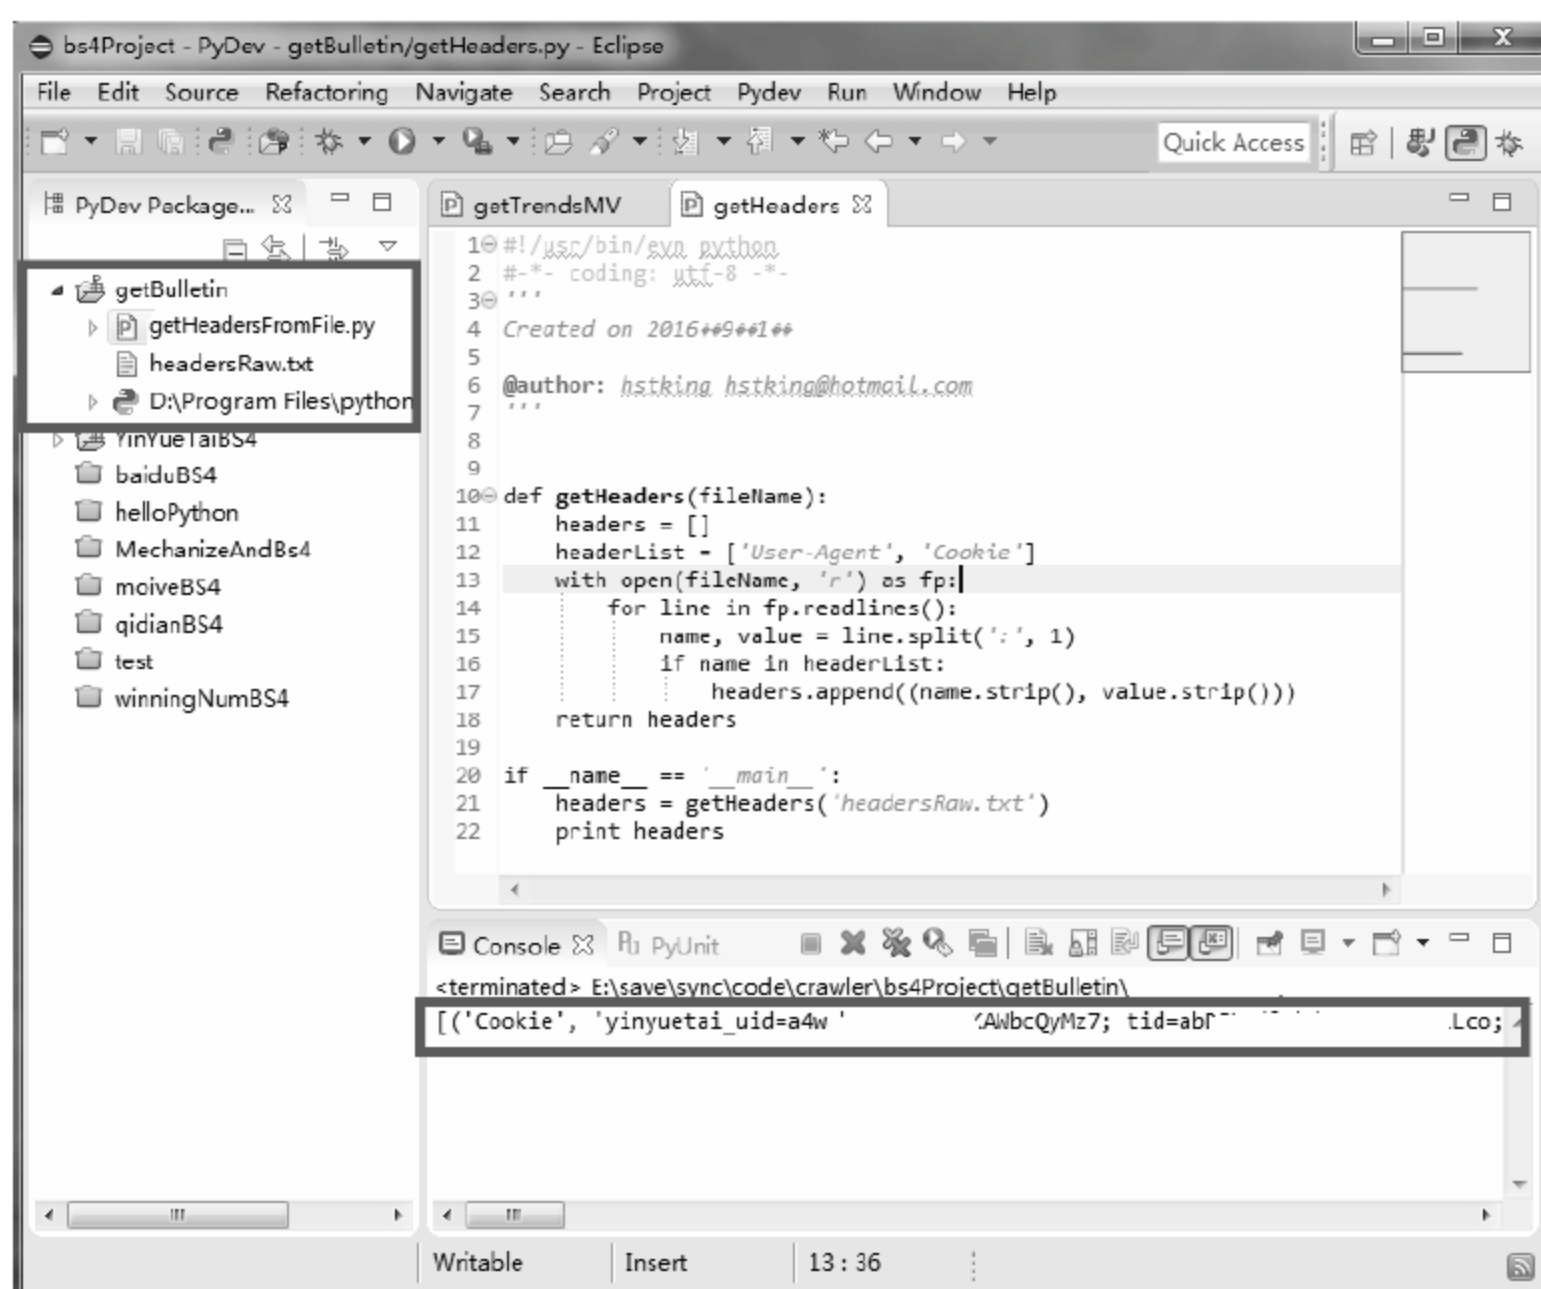 bs4Project - PyDev - getBulletin/getHeaders.py - Eclipse
File Edit Source Refactoring Navigate Search Project Pydev Run Window Help
Quick Access
PyDev Package...
getBulletin
getHeadersFromFile.py
headersRaw.txt
D:\Program Files\python
YinYueTaiBS4
baiduBS4
helloPython
MechanizeAndBs4
moiveBS4
qidianBS4
test
winningNumBS4
getTrendsMV getHeaders
1 #!/usr/bin/evn python
2 #-*- coding: utf-8 -*-
3 '''
4 Created on 2016##9##1##
5
6 @author: hstking hstking@hotmail.com
7 '''
8
9
10 def getHeaders(fileName):
11 headers = []
12 headerList = ['User-Agent', 'Cookie']
13 with open(fileName, 'r') as fp:
14 for line in fp.readlines():
15 name, value = line.split(':', 1)
16 if name in headerList:
17 headers.append((name.strip(), value.strip()))
18 return headers
19
20 if __name__ == '__main__':
21 headers = getHeaders('headersRaw.txt')
22 print headers
Console PyUnit
<terminated> E:\save\sync\code\crawler\bs4Project\getBulletin\
[('Cookie', 'yinyuetai_uid=a4w AWbcQyMz7; tid=ab Lco;
Writable Insert 13 : 36